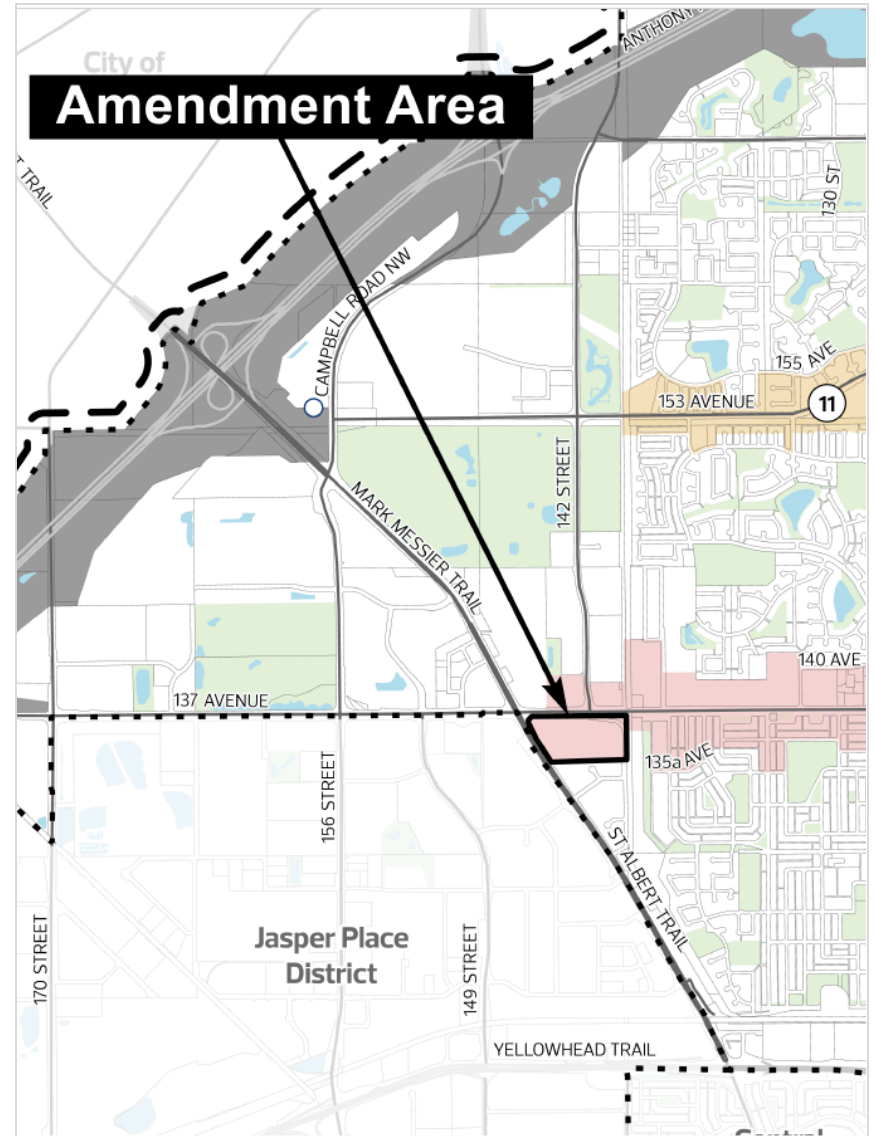 City of
Amendment Area
ANTHONY
T TRAIL
130 ST
CAMPBELL ROAD NW
155 AVE
153 AVENUE
11
142 STREET
MARK MESSIER TRAIL
140 AVE
137 AVENUE
135a AVE
156 STREET
ST ALBERT TRAIL
170 STREET
Jasper Place
District
149 STREET
YELLOWHEAD TRAIL
Central